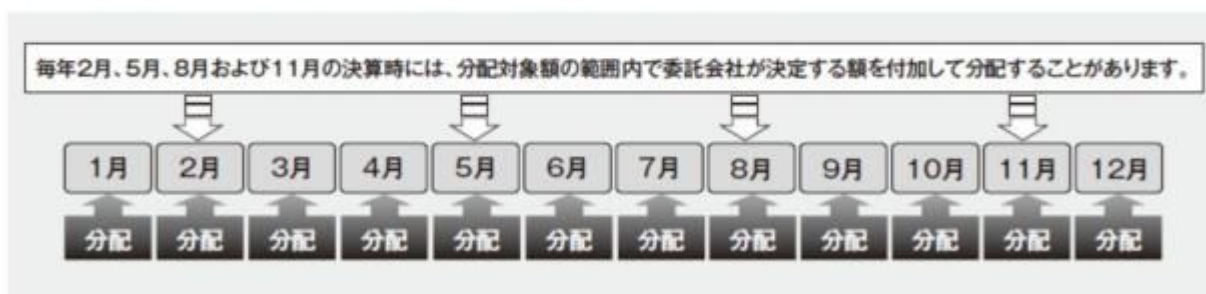 毎年2月、5月、8月および11月の決算時には、分配対象額の範囲内で委託会社が決定する額を付加して分配することがあります。
1月 2月 3月 4月 5月 6月 7月 8月 9月 10月 11月 12月
分配 分配 分配 分配 分配 分配 分配 分配 分配 分配 分配 分配